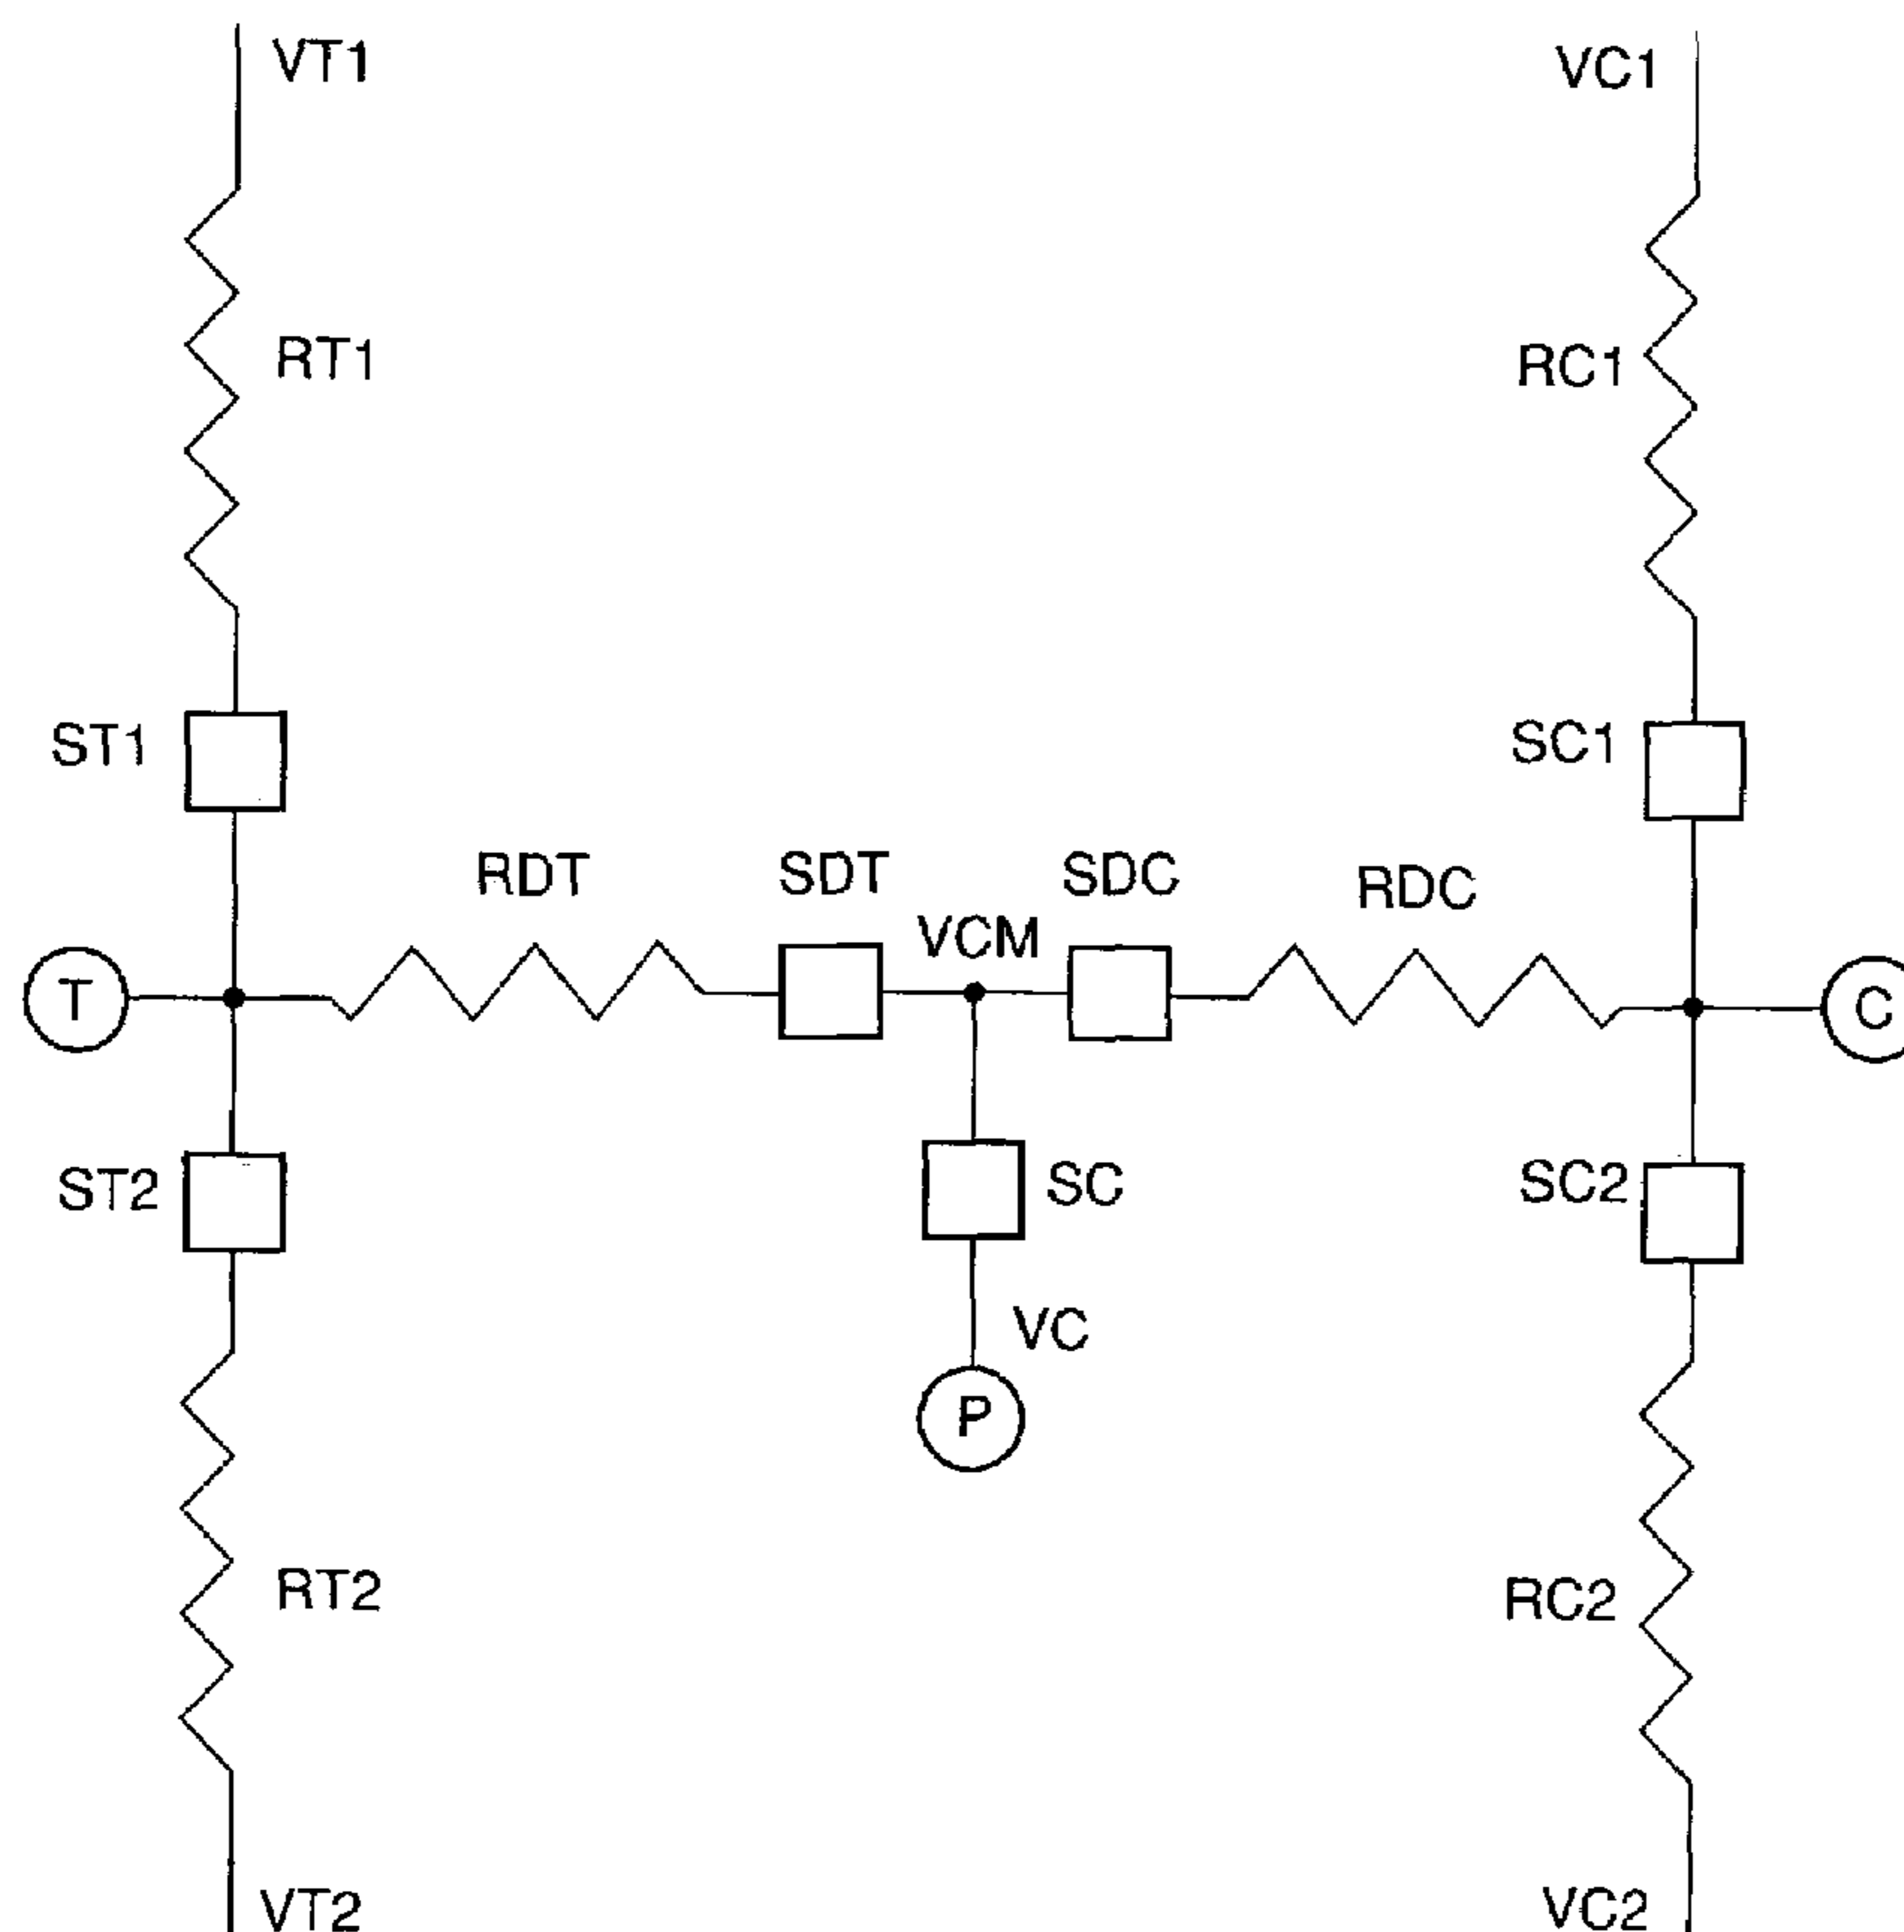 VT1
VC1
RT1
RC1
ST1
SC1
RDT
SDT
SDC
RDC
VCM
T
C
ST2
SC
SC2
VC
P
RT2
RC2
VT2
VC2